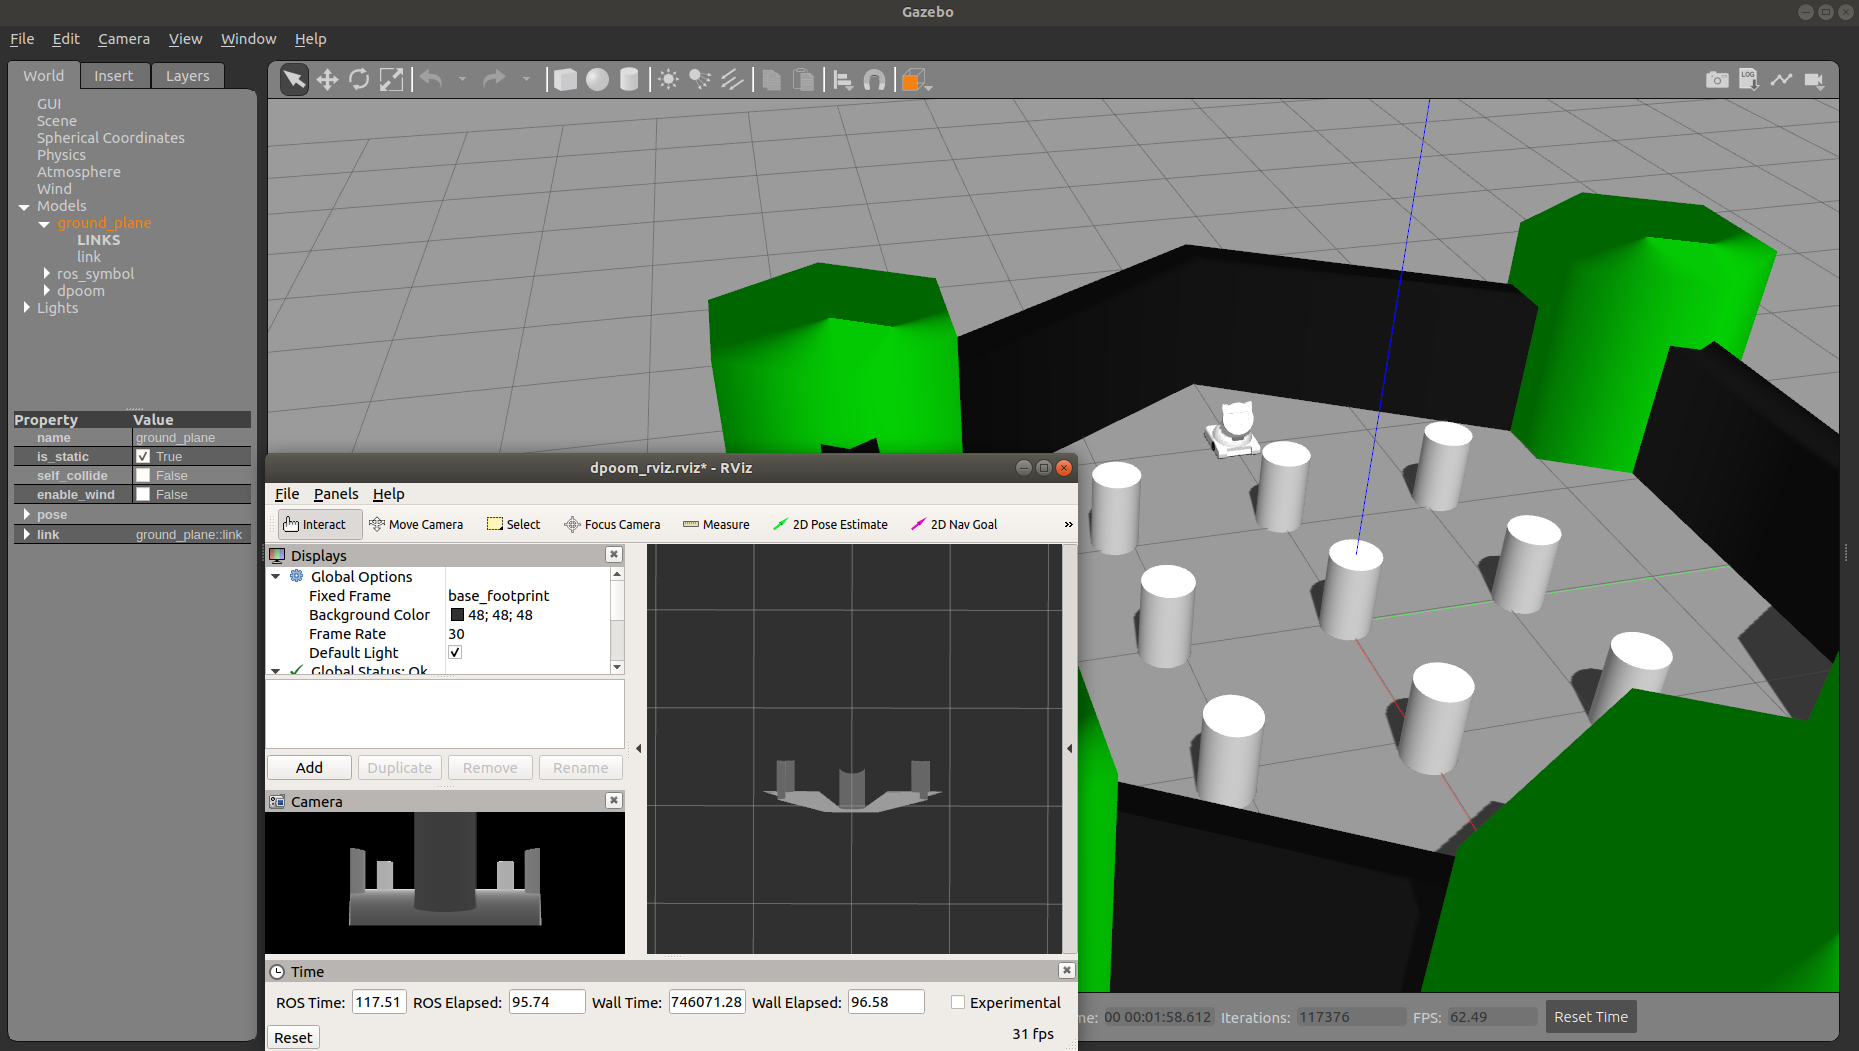 Gazebo
File Edit Camera View Window Help
World Insert Layers
GUI
Scene
Spherical Coordinates
Physics
Atmosphere
Wind
Models
ground_plane
LINKS
link
ros_symbol
dpoom
Lights
LOG
Property Value
name ground_plane
is_static True
self_collide False
enable_wind False
pose
link ground_plane::link
dpoom_rviz.rviz* - RViz
File Panels Help
Interact Move Camera Select Focus Camera Measure 2D Pose Estimate 2D Nav Goal »
Displays
Global Options
Fixed Frame base_footprint
Background Color 48; 48; 48
Frame Rate 30
Default Light
Global Status: Ok
Add Duplicate Remove Rename
Camera
Time
ROS Time: 117.51 ROS Elapsed: 95.74 Wall Time: 746071.28 Wall Elapsed: 96.58 Experimental
Reset 31 fps
me: 00 00:01:58.612 Iterations: 117376 FPS: 62.49 Reset Time